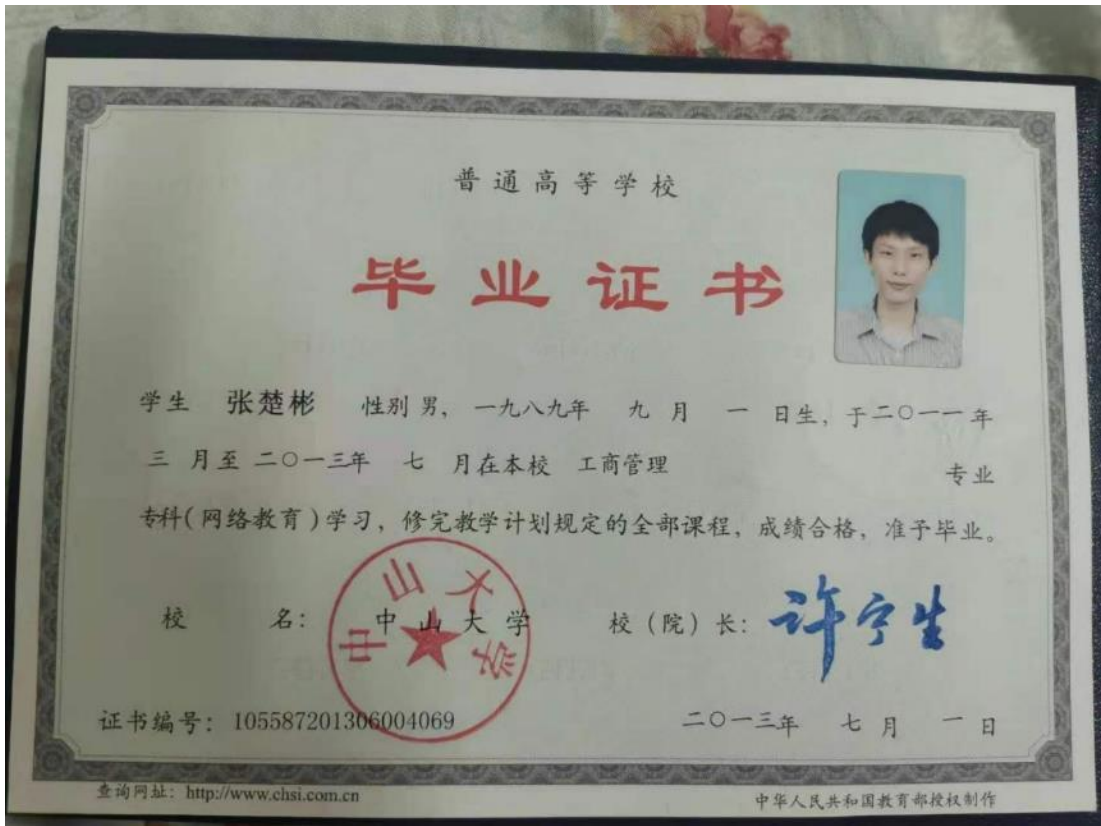 普通高等学校
毕业证书
学生 张楚彬 性别 男, 一九八九年 九 月 一 日生, 于二〇一一年
三 月至 二〇一三年 七 月在本校 工商管理 专业
专科(网络教育)学习, 修完教学计划规定的全部课程, 成绩合格, 准予毕业。
校 名: 中山大学 校(院)长: 许宁生
中山大学
证书编号: 105587201306004069 二〇一三年 七 月 一 日
查询网址: http://www.chsi.com.cn 中华人民共和国教育部授权制作